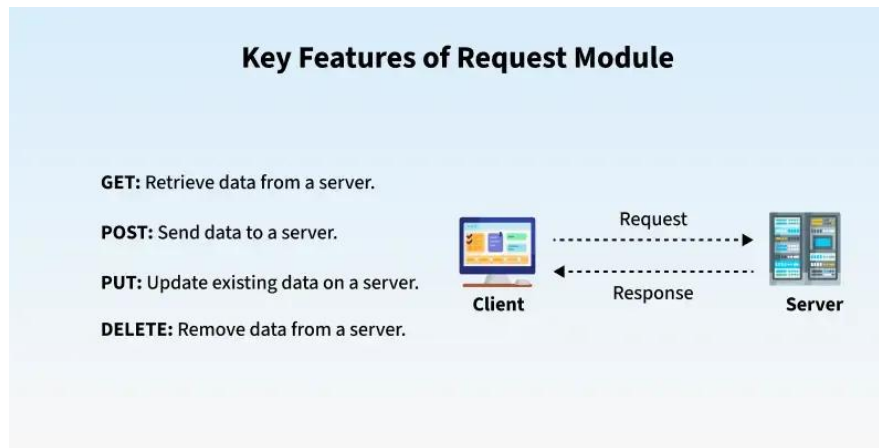 Key Features of Request Module
GET: Retrieve data from a server.
POST: Send data to a server.
PUT: Update existing data on a server.
DELETE: Remove data from a server.
Request
Response
Client
Server